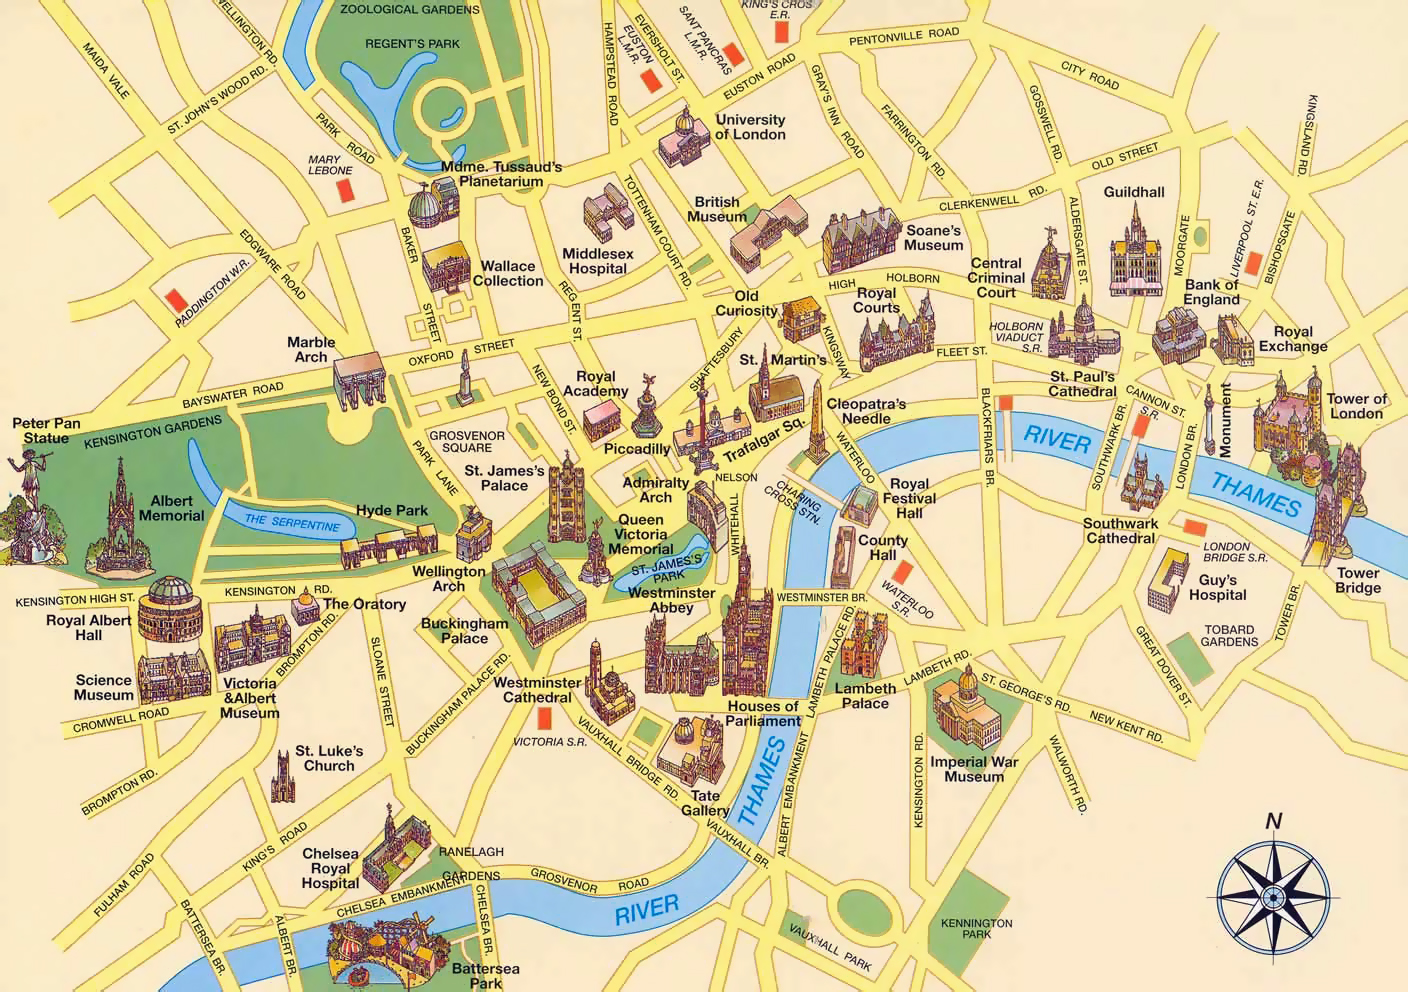 ZOOLOGICAL GARDENS
REGENT'S PARK
WELLINGTON RD.
MAIDA VALE
ST. JOHN'S WOOD RD.
PARK ROAD
HAMPSTEAD ROAD
EVERSHOLT ST.
EUSTON
L.M.R.
SANT PANCRAS
L.M.R.
KING'S CROS
E.R.
EUSTON ROAD
PENTONVILLE ROAD
CITY ROAD
GRAY'S INN ROAD
FARRINGTON RD.
GOSSWELL RD.
OLD STREET
KINGSLAND RD.
University
of London
MARY
LEBONE
Mdme. Tussaud's
Planetarium
BAKER
STREET
Wallace
Collection
Middlesex
Hospital
TOTTENHAM COURT RD.
British
Museum
Soane's
Museum
CLERKENWELL RD.
ALDERSGATE ST.
Guildhall
MOORGATE
LIVERPOOL ST. E.R.
BISHOPSGATE
EDGWARE ROAD
PADDINGTON W.R.
REGENT ST.
HIGH HOLBORN
Central
Criminal
Court
Bank of
England
Old
Curiosity
Royal
Courts
KINGSWAY
HOLBORN
VIADUCT
S.R.
Royal
Exchange
Marble
Arch
OXFORD STREET
SHAFTESBURY
St. Martin's
FLEET ST.
St. Paul's
Cathedral
BAYSWATER ROAD
NEW BOND ST.
Royal
Academy
CANNON ST.
S.R.
Monument
Tower of
London
Peter Pan
Statue
KENSINGTON GARDENS
PARK LANE
GROSVENOR
SQUARE
Piccadilly
Trafalgar Sq.
Cleopatra's
Needle
WATERLOO
BLACKFRIARS BR.
RIVER
SOUTHWARK BR.
LONDON BR.
THAMES
St. James's
Palace
Admiralty
Arch
NELSON
CHARING
CROSS STN.
Royal
Festival
Hall
Albert
Memorial
THE SERPENTINE
Hyde Park
Queen
Victoria
Memorial
WHITEHALL
County
Hall
Southwark
Cathedral
LONDON
BRIDGE S.R.
Wellington
Arch
ST. JAMES'S
PARK
WATERLOO
S.R.
Guy's
Hospital
Tower
Bridge
KENSINGTON HIGH ST.
KENSINGTON RD.
The Oratory
Royal Albert
Hall
Buckingham
Palace
Westminster
Abbey
WESTMINSTER BR.
LAMBETH PALACE RD.
TOBARD
GARDENS
TOWER BR.
GREAT DOVER ST.
BROMPTON RD.
SLOANE STREET
BUCKINGHAM PALACE RD.
Science
Museum
Victoria
&Albert
Museum
Westminster
Cathedral
Houses of
Parliament
Lambeth
Palace
LAMBETH RD.
ST. GEORGE'S RD.
NEW KENT RD.
CROMWELL ROAD
VICTORIA S.R.
VAUXHALL BRIDGE RD.
Imperial War
Museum
WALWORTH RD.
KENSINGTON RD.
St. Luke's
Church
BROMPTON RD.
Tate
Gallery
THAMES
ALBERT EMBANKMENT
VAUXHALL BR.
KING'S ROAD
Chelsea
Royal
Hospital
RANELAGH
GARDENS
FULHAM ROAD
CHELSEA EMBANKMENT
GROSVENOR ROAD
RIVER
CHELSEA BR.
BATTERSEA BR.
ALBERT BR.
Battersea
Park
VAUXHALL PARK
KENNINGTON
PARK
N